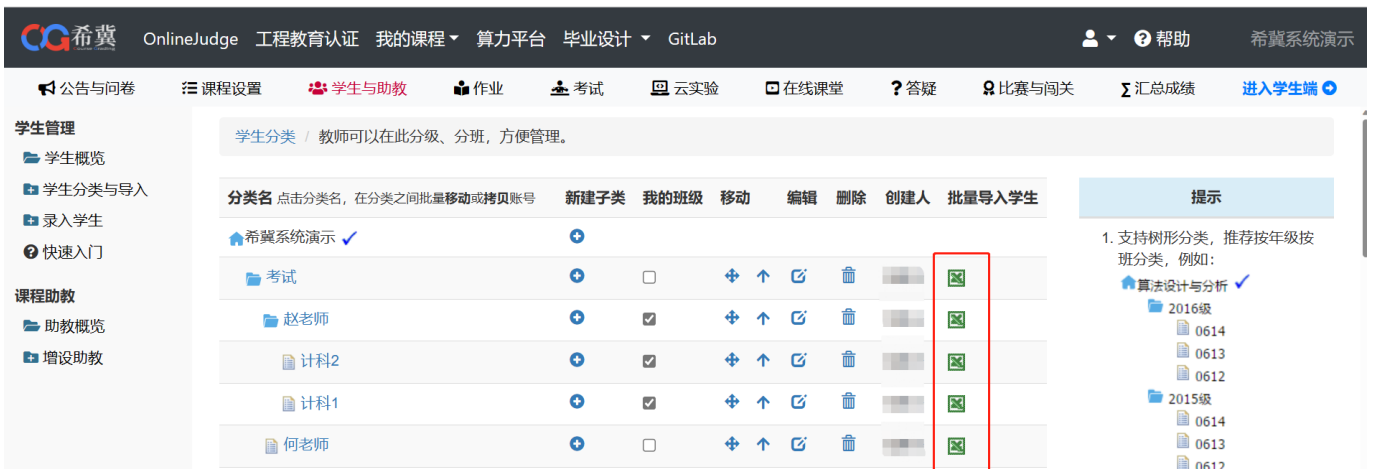 CG希冀 OnlineJudge 工程教育认证 我的课程 算力平台 毕业设计 GitLab 帮助 希冀系统演示
公告与问卷 课程设置 学生与助教 作业 考试 云实验 在线课堂 答疑 比赛与闯关 汇总成绩 进入学生端
学生管理
学生概览
学生分类与导入
录入学生
快速入门
课程助教
助教概览
增设助教
学生分类 / 教师可以在此分级、分班，方便管理。
分类名 点击分类名，在分类之间批量移动或拷贝账号 新建子类 我的班级 移动 编辑 删除 创建人 批量导入学生
希冀系统演示
考试
赵老师
计科2
计科1
何老师
提示
1. 支持树形分类，推荐按年级按
班分类，例如：
算法设计与分析
2016级
0614
0613
0612
2015级
0614
0613
0612